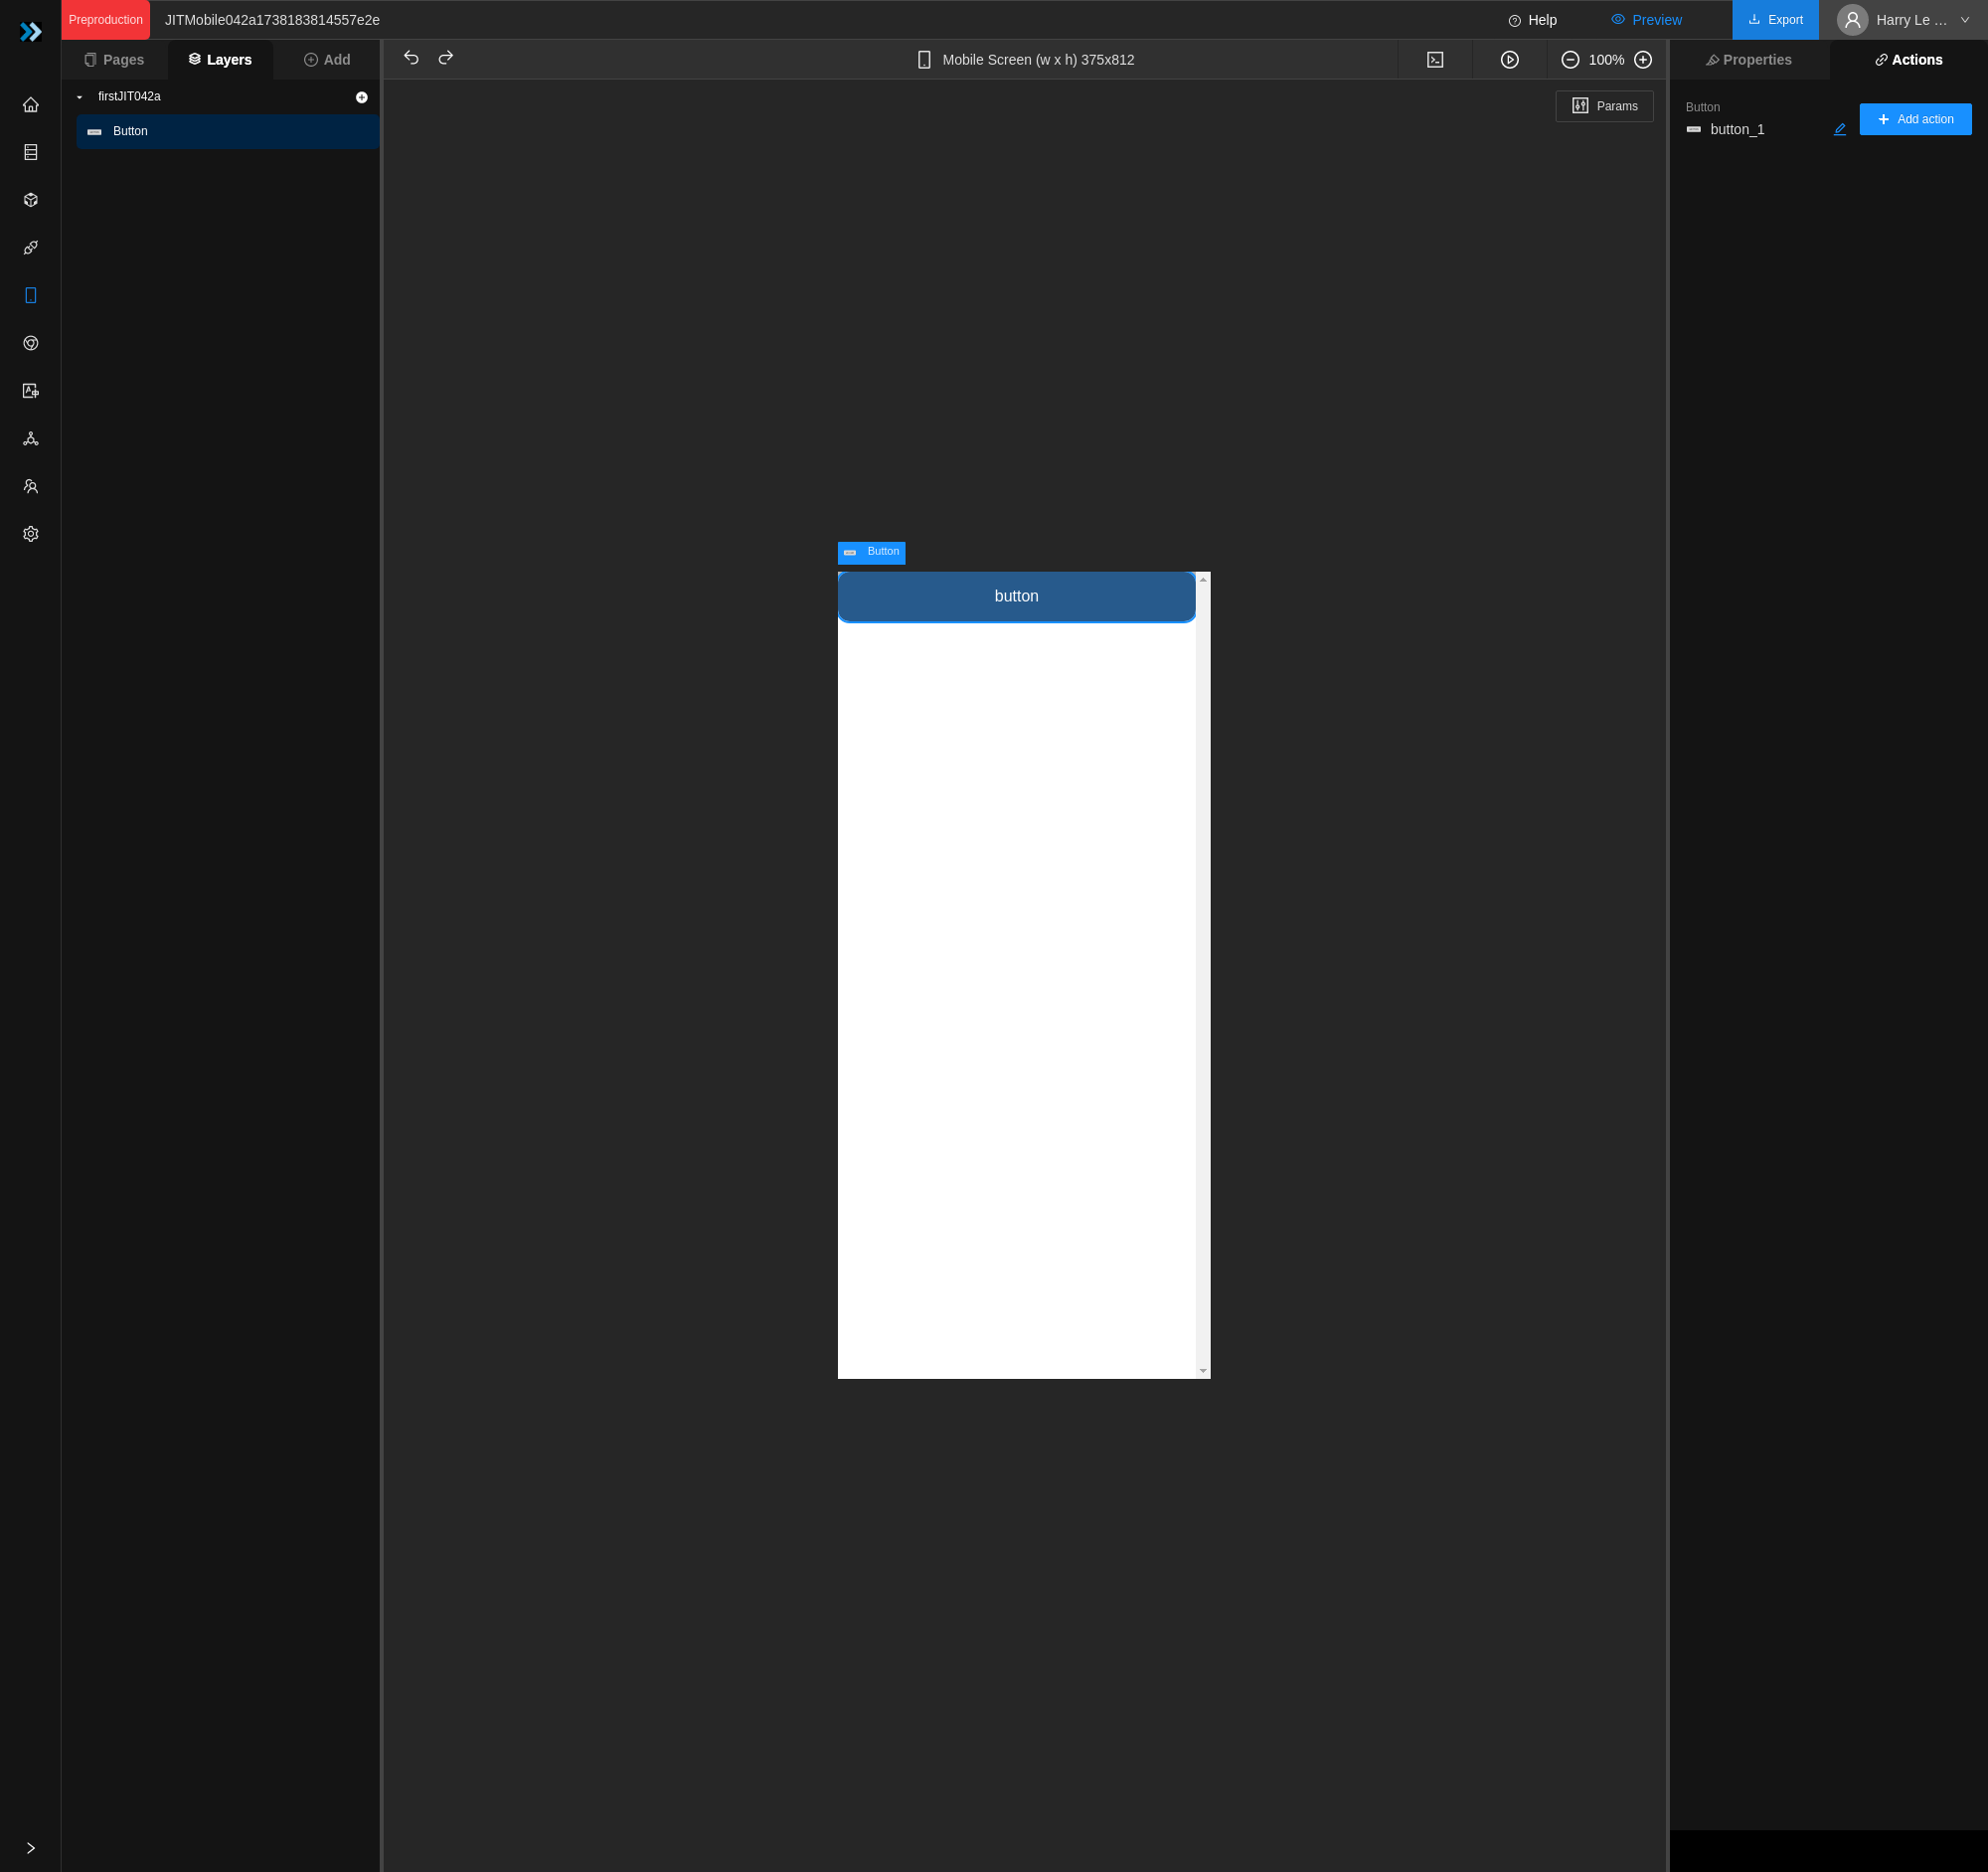 Preproduction
JITMobile042a1738183814557e2e
Help
Preview
Export
Harry Le ...
Pages
Layers
Add
Mobile Screen (w x h) 375x812
100%
Properties
Actions
firstJIT042a
Button
Params
Button
button_1
Add action
Button
button